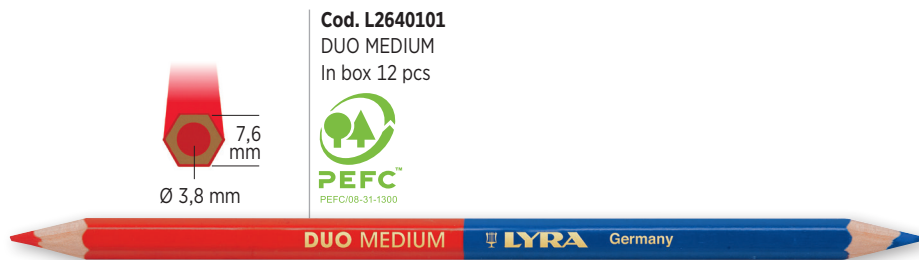 Cod. L2640101
DUO MEDIUM
In box 12 pcs
7,6
mm
Ø 3,8 mm
PEFC™
PEFC/08-31-1300
DUO MEDIUM LYRA Germany